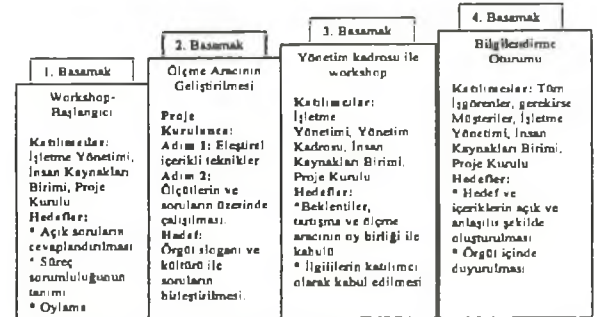 1. Basamak
Workshop-
Başlangıcı
Katılımcılar:
İşletme Yönetimi,
İnsan Kaynakları
Birimi, Proje
Kurulu
Hedefler:
* Açık soruların
cevaplandırılması
* Süreç
sorumluluğunun
tanımı
* Oylama
2. Basamak
Ölçme Aracının
Geliştirilmesi
Proje
Kurulunca:
Adım 1: Eleştirel
içerikli teknikler
Adım 2:
Ölçütlerin ve
soruların üzerinde
çalışılması.
Hedef:
Örgüt sloganı ve
kültürü ile
soruların
birleştirilmesi.
3. Basamak
Yönetim kadrosu ile
workshop
Katılımcılar:
İşletme
Yönetimi, Yönetim
Kadrosu, İnsan
Kaynakları Birimi,
Proje Kurulu
Hedefler:
*Beklentiler,
tartışma ve ölçme
aracının oy birliği ile
kabulü
* İlgililerin katılımcı
olarak kabul edilmesi
4. Basamak
Bilgilendirme
Oturumu
Katılımcılar: Tüm
İşgörenler, gerekirse
Müşteriler, İşletme
Yönetimi, İnsan
Kaynakları Birimi,
Proje Kurulu
Hedefler:
* Hedef ve
içeriklerin açık ve
anlaşılır şekilde
oluşturulması
* Örgüt içinde
duyurulması